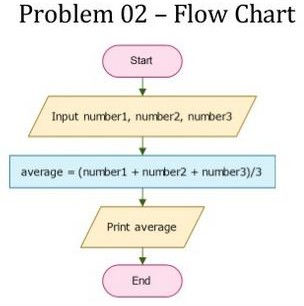 Problem 02 – Flow Chart
Start
Input number1, number2, number3
average = (number1 + number2 + number3)/3
Print average
End